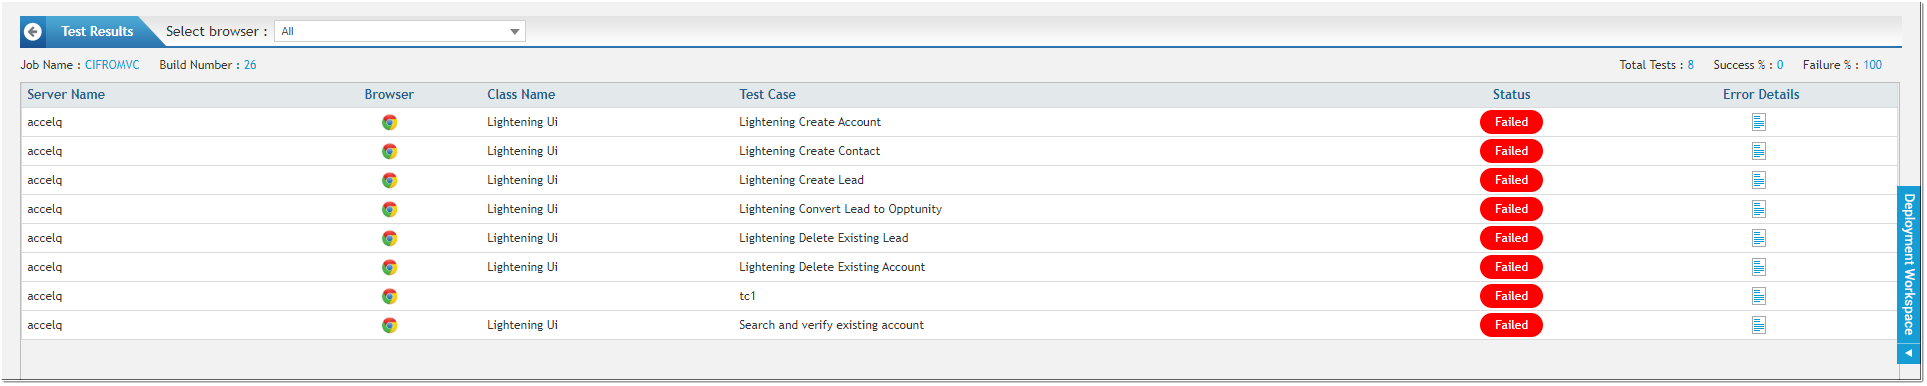 Test Results Select browser : All
Job Name : CIFROMVC Build Number : 26 Total Tests : 8 Success % : 0 Failure % : 100
Server Name Browser Class Name Test Case Status Error Details
accelq Lightening Ui Lightening Create Account Failed
accelq Lightening Ui Lightening Create Contact Failed
accelq Lightening Ui Lightening Create Lead Failed
accelq Lightening Ui Lightening Convert Lead to Opptunity Failed
accelq Lightening Ui Lightening Delete Existing Lead Failed
accelq Lightening Ui Lightening Delete Existing Account Failed
accelq tc1 Failed
accelq Lightening Ui Search and verify existing account Failed
Deployment Workspace